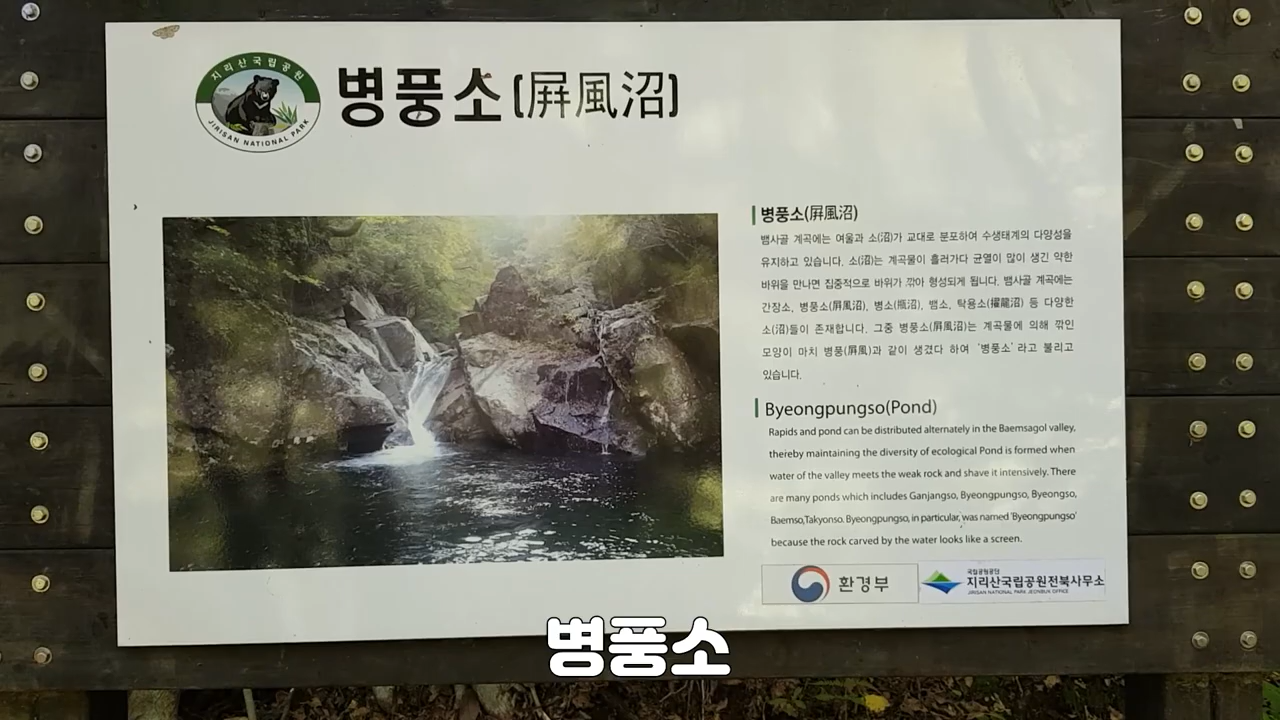 지리산국립공원
JIRISAN NATIONAL PARK
병풍소(屛風沼)
병풍소(屛風沼)
뱀사골 계곡에는 여울과 소(沼)가 교대로 분포하여 수생태계의 다양성을
유지하고 있습니다. 소(沼)는 계곡물이 흘러가다 균열이 많이 생긴 약한
바위을 만나면 집중적으로 바위가 깎아 형성되게 됩니다. 뱀사골 계곡에는
간장소, 병풍소(屛風沼), 병소(甁沼), 뱀소, 탁용소(擢龍沼) 등 다양한
소(沼)들이 존재합니다. 그중 병풍소(屛風沼)는 계곡물에 의해 깎인
모양이 마치 병풍(屛風)과 같이 생겼다 하여 '병풍소' 라고 불리고
있습니다.
Byeongpungso(Pond)
Rapids and pond can be distributed alternately in the Baemsagol valley,
thereby maintaining the diversity of ecological Pond is formed when
water of the valley meets the weak rock and shave it intensively. There
are many ponds which includes Ganjangso, Byeongpungso, Byeongso,
Baemso,Takyonso. Byeongpungso, in particular, was named 'Byeongpungso'
because the rock carved by the water looks like a screen.
환경부
국립공원공단
지리산국립공원전북사무소
JIRISAN NATIONAL PARK JEONBUK OFFICE
병풍소